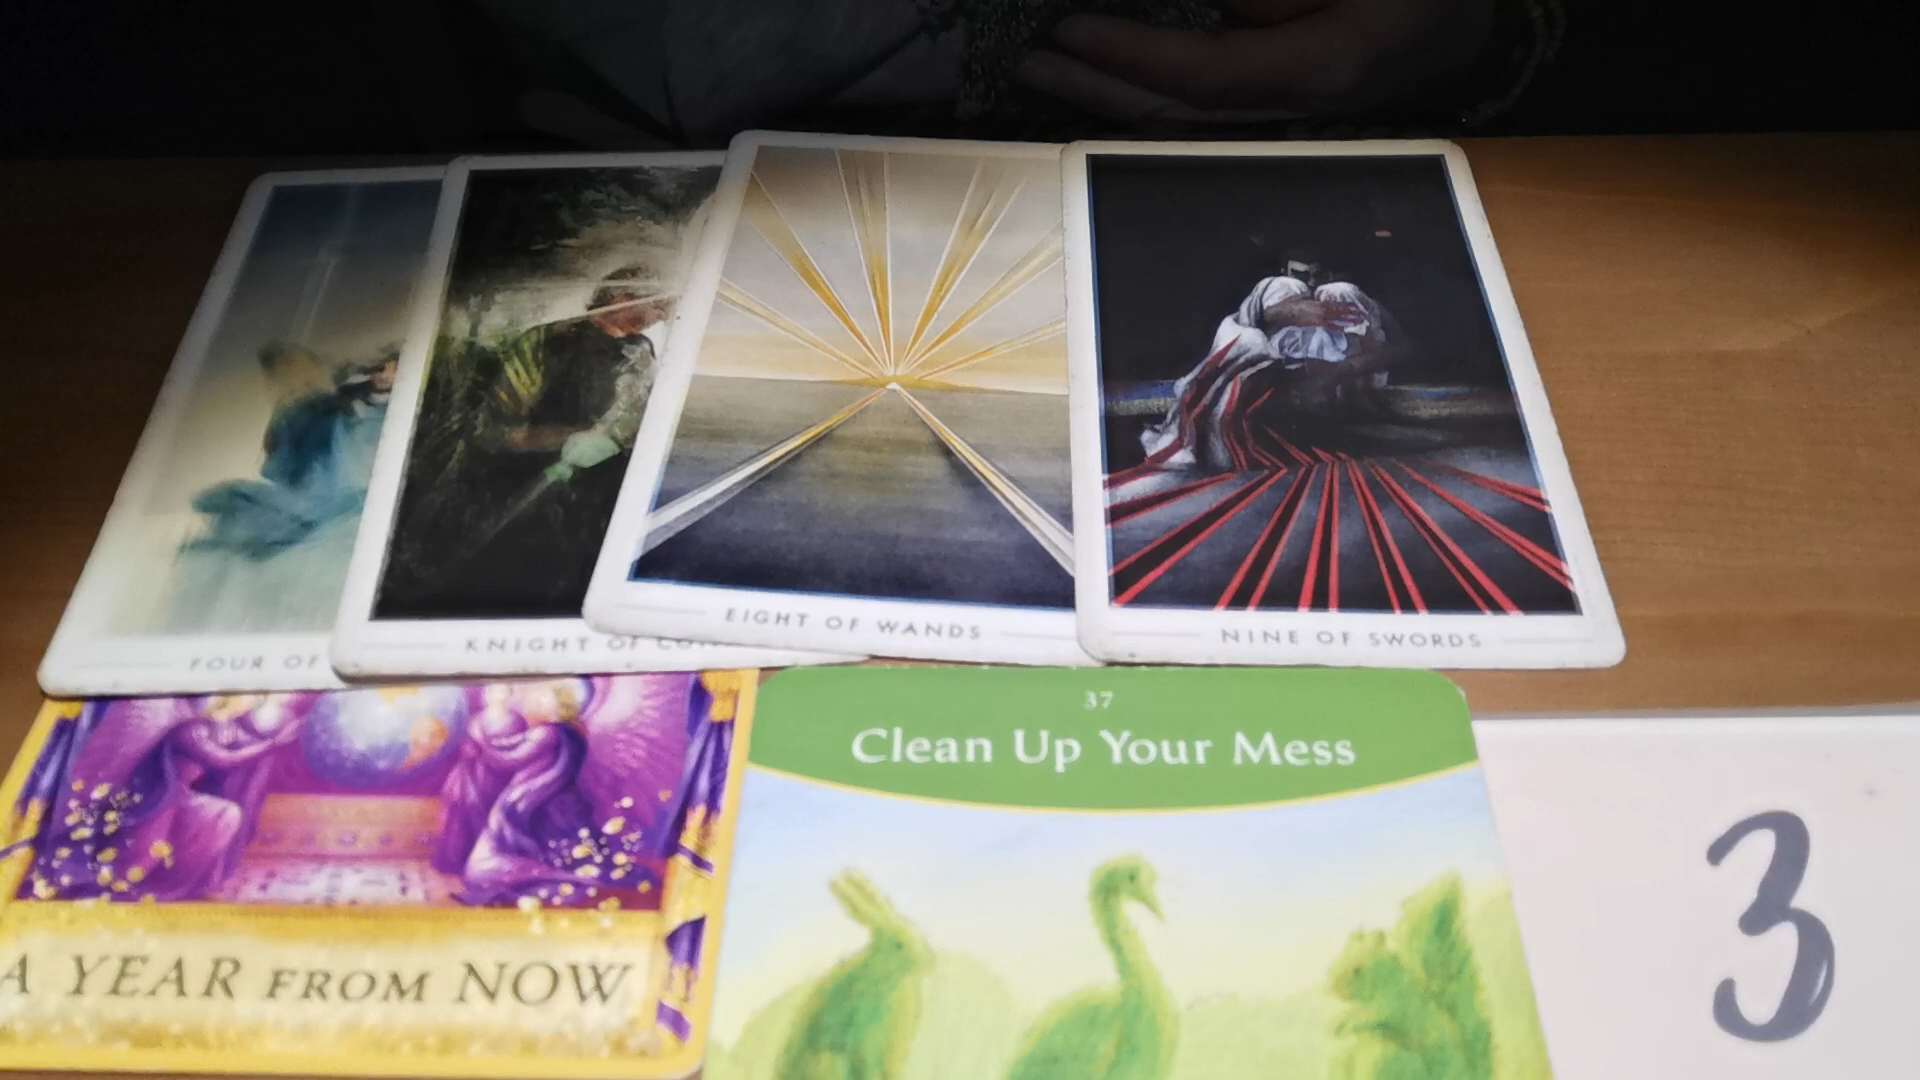 FOUR OF
KNIGHT OF
EIGHT OF WANDS
NINE OF SWORDS
A YEAR FROM NOW
37
Clean Up Your Mess
3